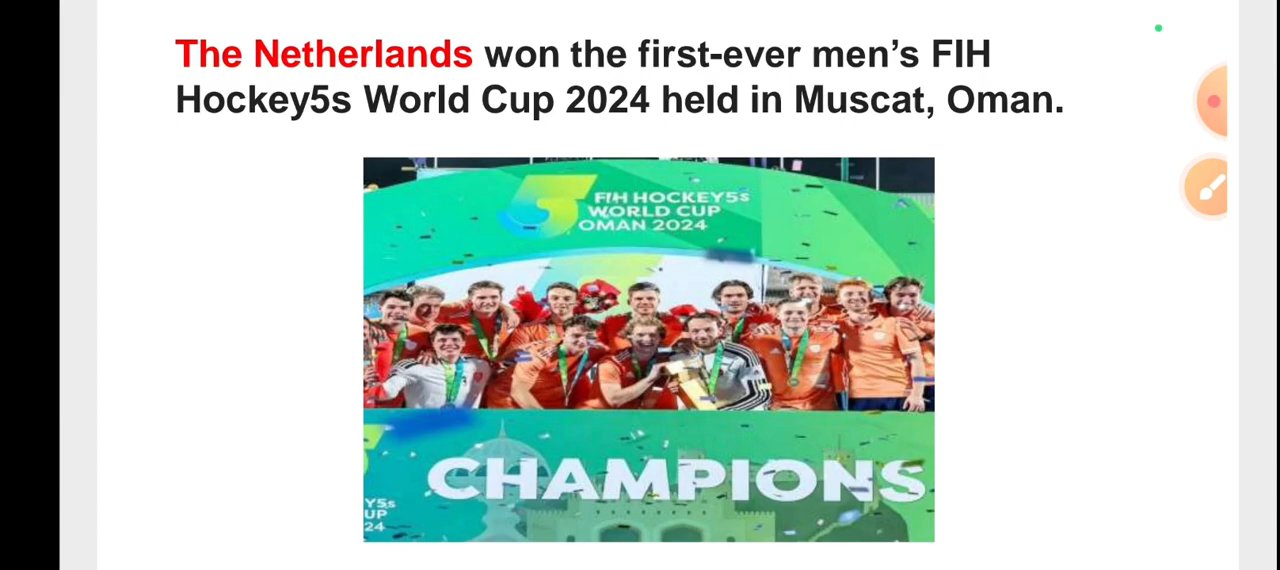 The Netherlands won the first-ever men's FIH
Hockey5s World Cup 2024 held in Muscat, Oman.
FIH HOCKEY5s
WORLD CUP
OMAN 2024
CHAMPIONS
Y5s
UP
24